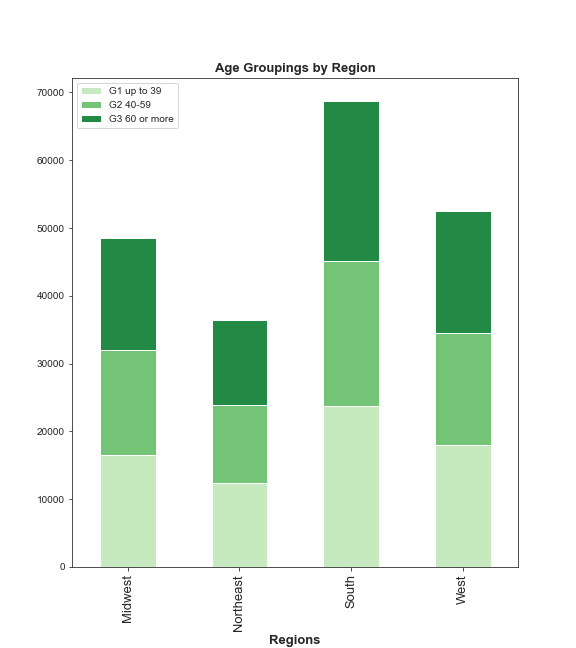 Age Groupings by Region
G1 up to 39
G2 40-59
G3 60 or more
70000
60000
50000
40000
30000
20000
10000
0
Midwest
Northeast
South
West
Regions